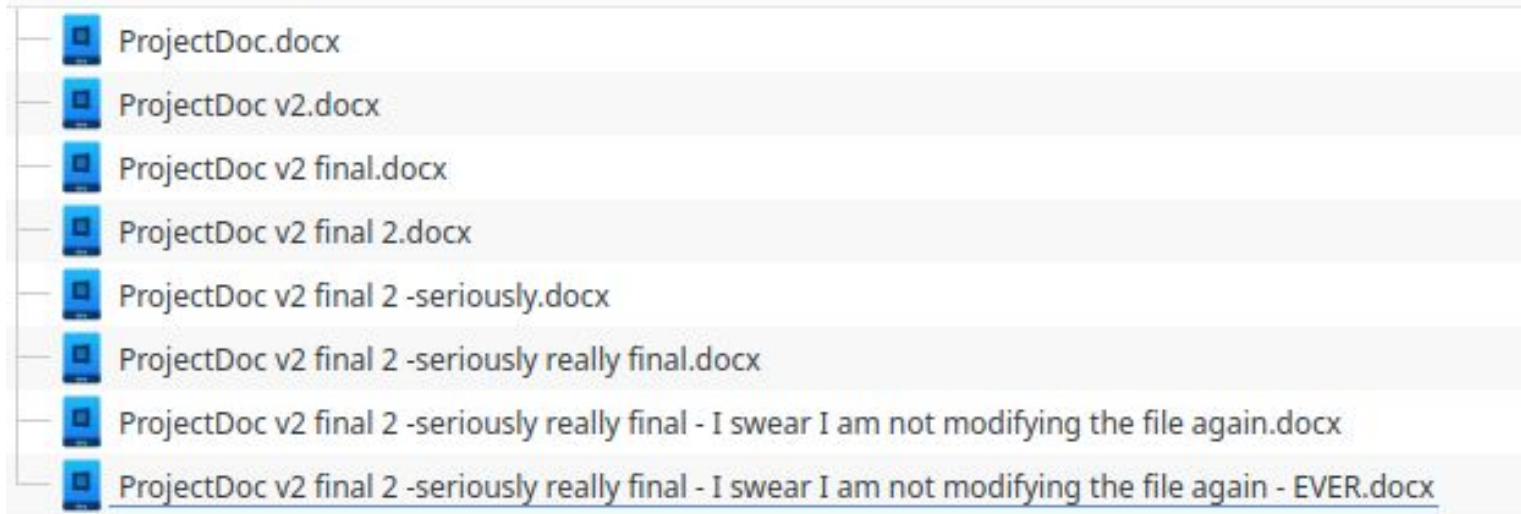 ProjectDoc.docx
ProjectDoc v2.docx
ProjectDoc v2 final.docx
ProjectDoc v2 final 2.docx
ProjectDoc v2 final 2 -seriously.docx
ProjectDoc v2 final 2 -seriously really final.docx
ProjectDoc v2 final 2 -seriously really final - I swear I am not modifying the file again.docx
ProjectDoc v2 final 2 -seriously really final - I swear I am not modifying the file again - EVER.docx